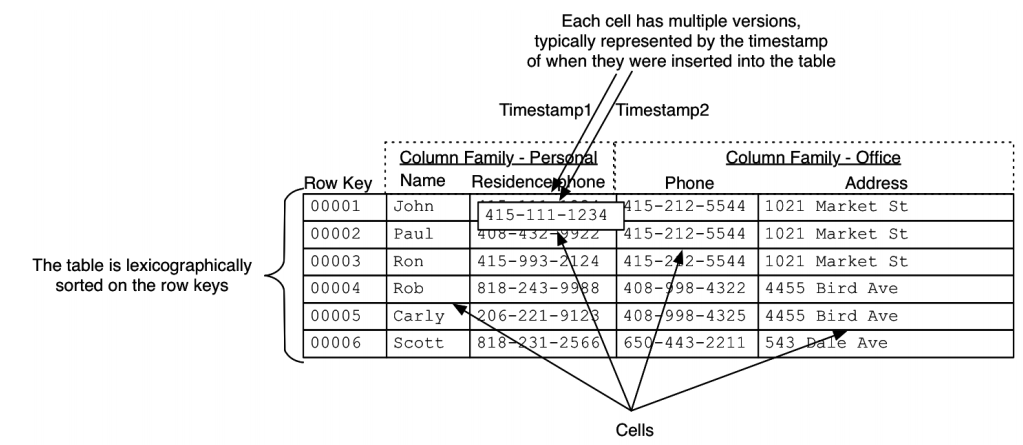 Each cell has multiple versions,
typically represented by the timestamp
of when they were inserted into the table
Timestamp1 Timestamp2
Column Family - Personal Column Family - Office
Row Key Name Residence phone Phone Address
00001 John 415-212-5544 1021 Market St
415-111-1234
00002 Paul 408-432-9922 415-212-5544 1021 Market St
00003 Ron 415-993-2124 415-212-5544 1021 Market St
The table is lexicographically
sorted on the row keys
00004 Rob 818-243-9988 408-998-4322 4455 Bird Ave
00005 Carly 206-221-9123 408-998-4325 4455 Bird Ave
00006 Scott 818-231-2566 650-443-2211 543 Dale Ave
Cells